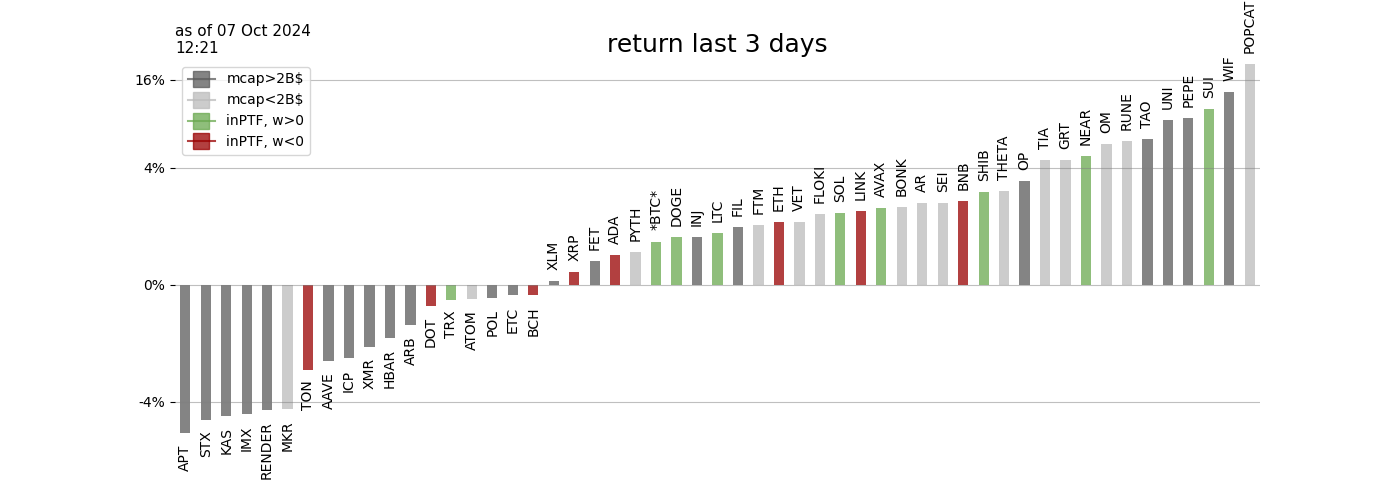 as of 07 Oct 2024
12:21
return last 3 days
mcap>2B$
mcap<2B$
inPTF, w>0
inPTF, w<0
16%
4%
0%
-4%
APT
STX
KAS
IMX
RENDER
MKR
TON
AAVE
ICP
XMR
HBAR
ARB
DOT
TRX
ATOM
POL
ETC
BCH
XLM
XRP
FET
ADA
PYTH
*BTC*
DOGE
INJ
LTC
FIL
FTM
ETH
VET
FLOKI
SOL
LINK
AVAX
BONK
AR
SEI
BNB
SHIB
THETA
OP
TIA
GRT
NEAR
OM
RUNE
TAO
UNI
PEPE
SUI
WIF
POPCAT